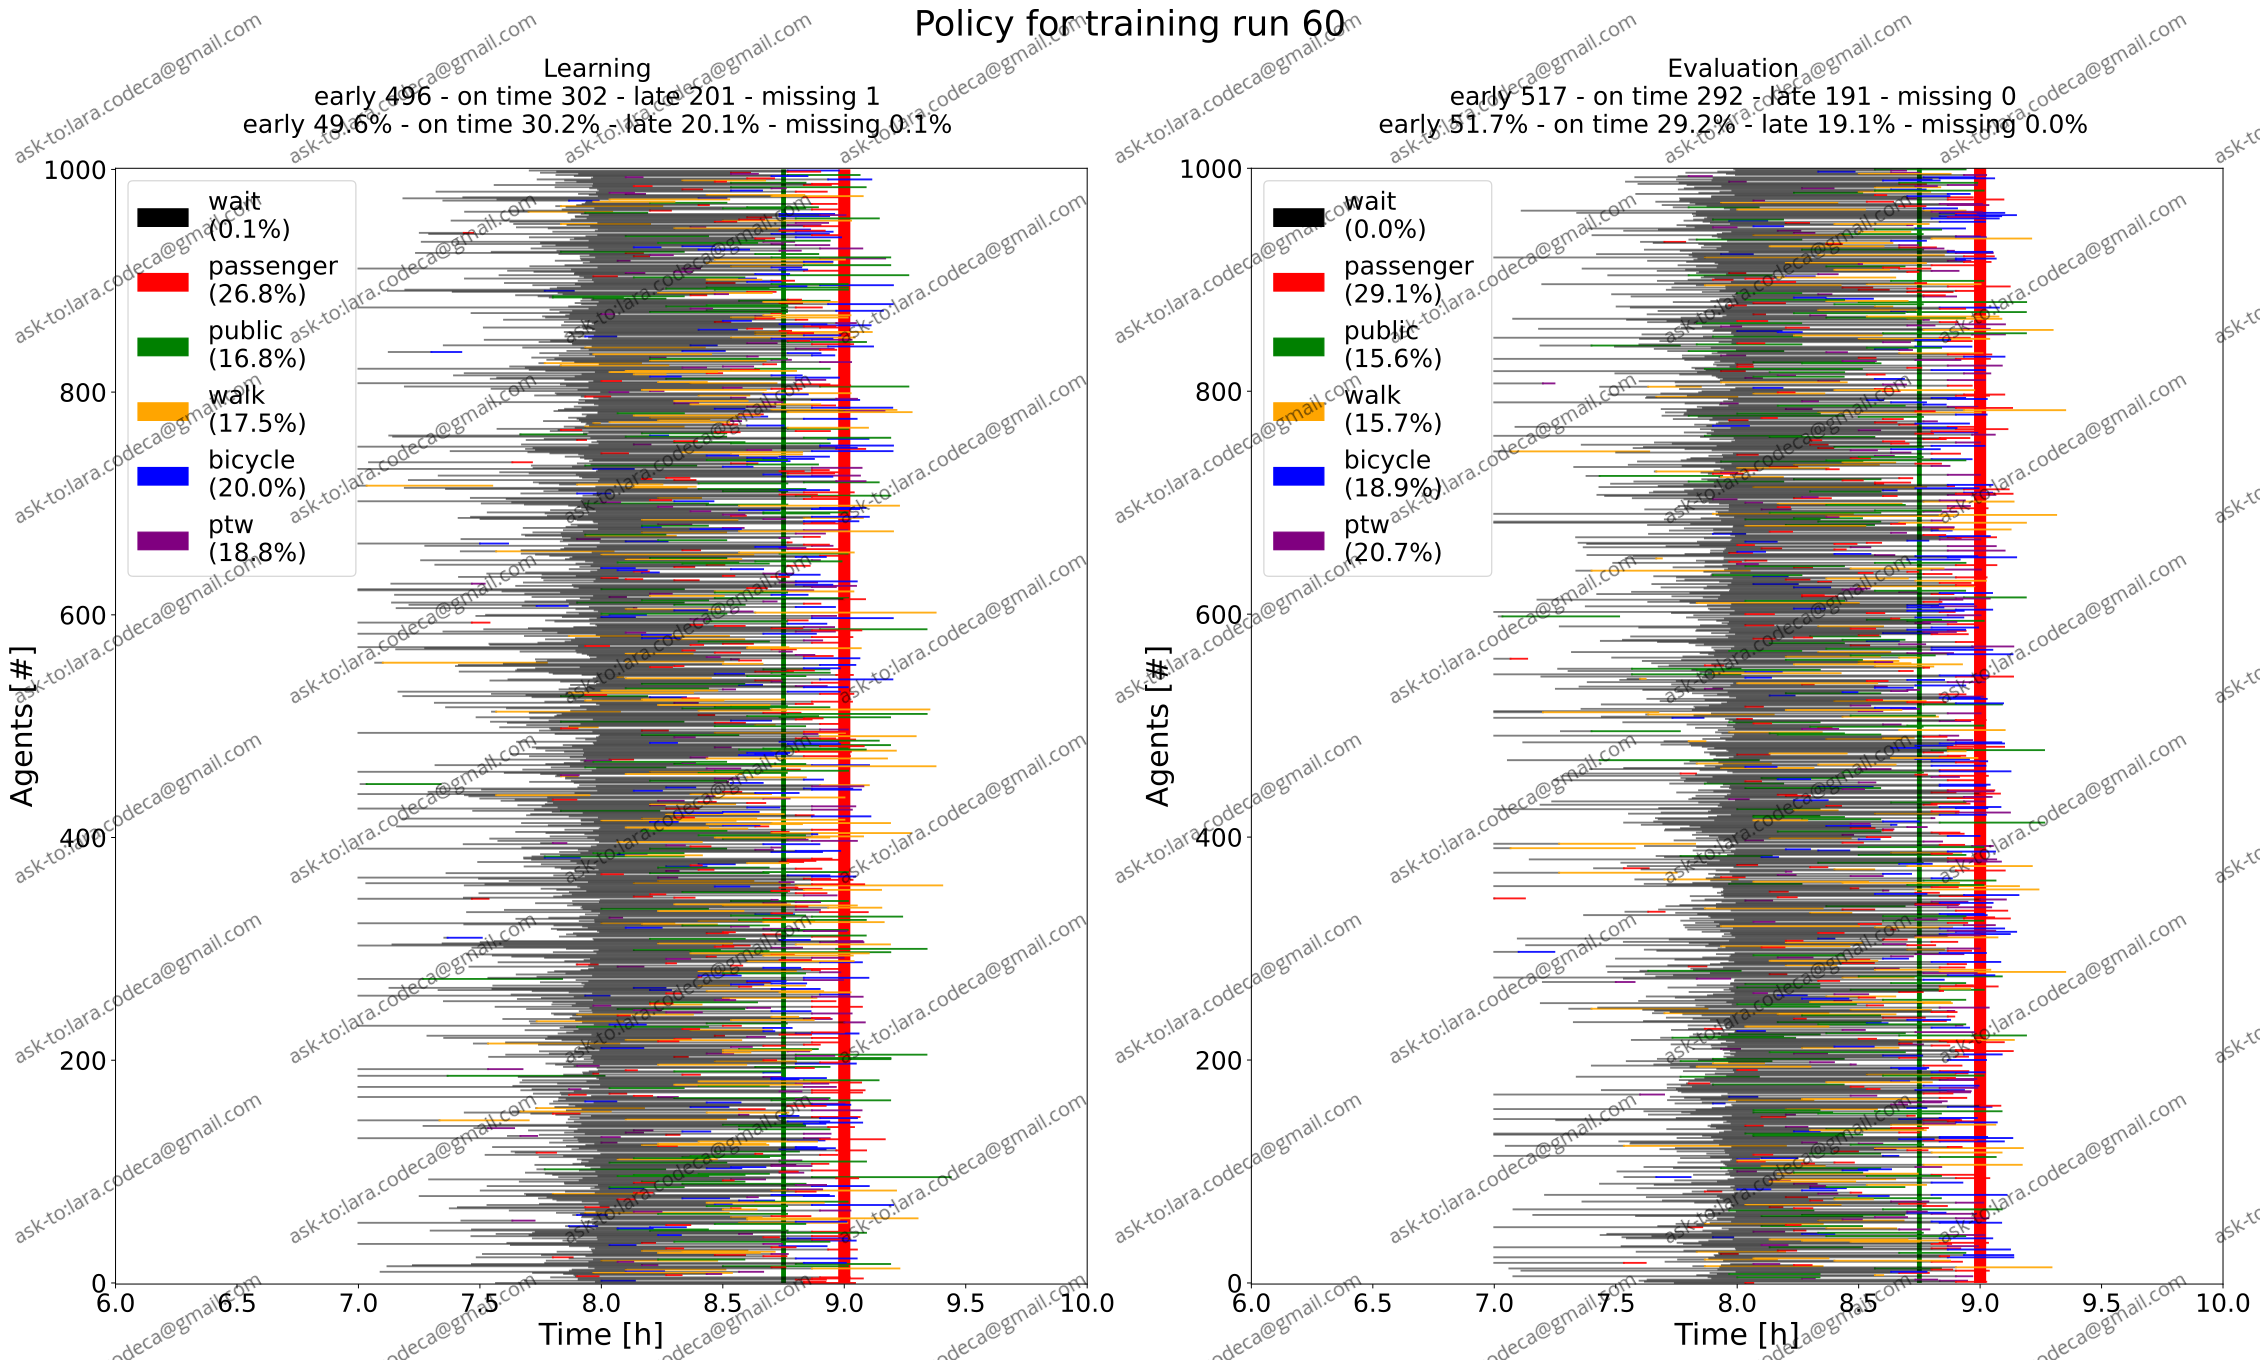 Policy for training run 60
Learning
early 496 - on time 302 - late 201 - missing 1
early 49.6% - on time 30.2% - late 20.1% - missing 0.1%
Evaluation
early 517 - on time 292 - late 191 - missing 0
early 51.7% - on time 29.2% - late 19.1% - missing 0.0%
1000
800
600
400
200
0
Agents [#]
wait
(0.1%)
passenger
(26.8%)
public
(16.8%)
walk
(17.5%)
bicycle
(20.0%)
ptw
(18.8%)
6.0 6.5 7.0 7.5 8.0 8.5 9.0 9.5 10.0
Time [h]
1000
800
600
400
200
0
Agents [#]
wait
(0.0%)
passenger
(29.1%)
public
(15.6%)
walk
(15.7%)
bicycle
(18.9%)
ptw
(20.7%)
6.0 6.5 7.0 7.5 8.0 8.5 9.0 9.5 10.0
Time [h]
ask-to:lara.codeca@gmail.com